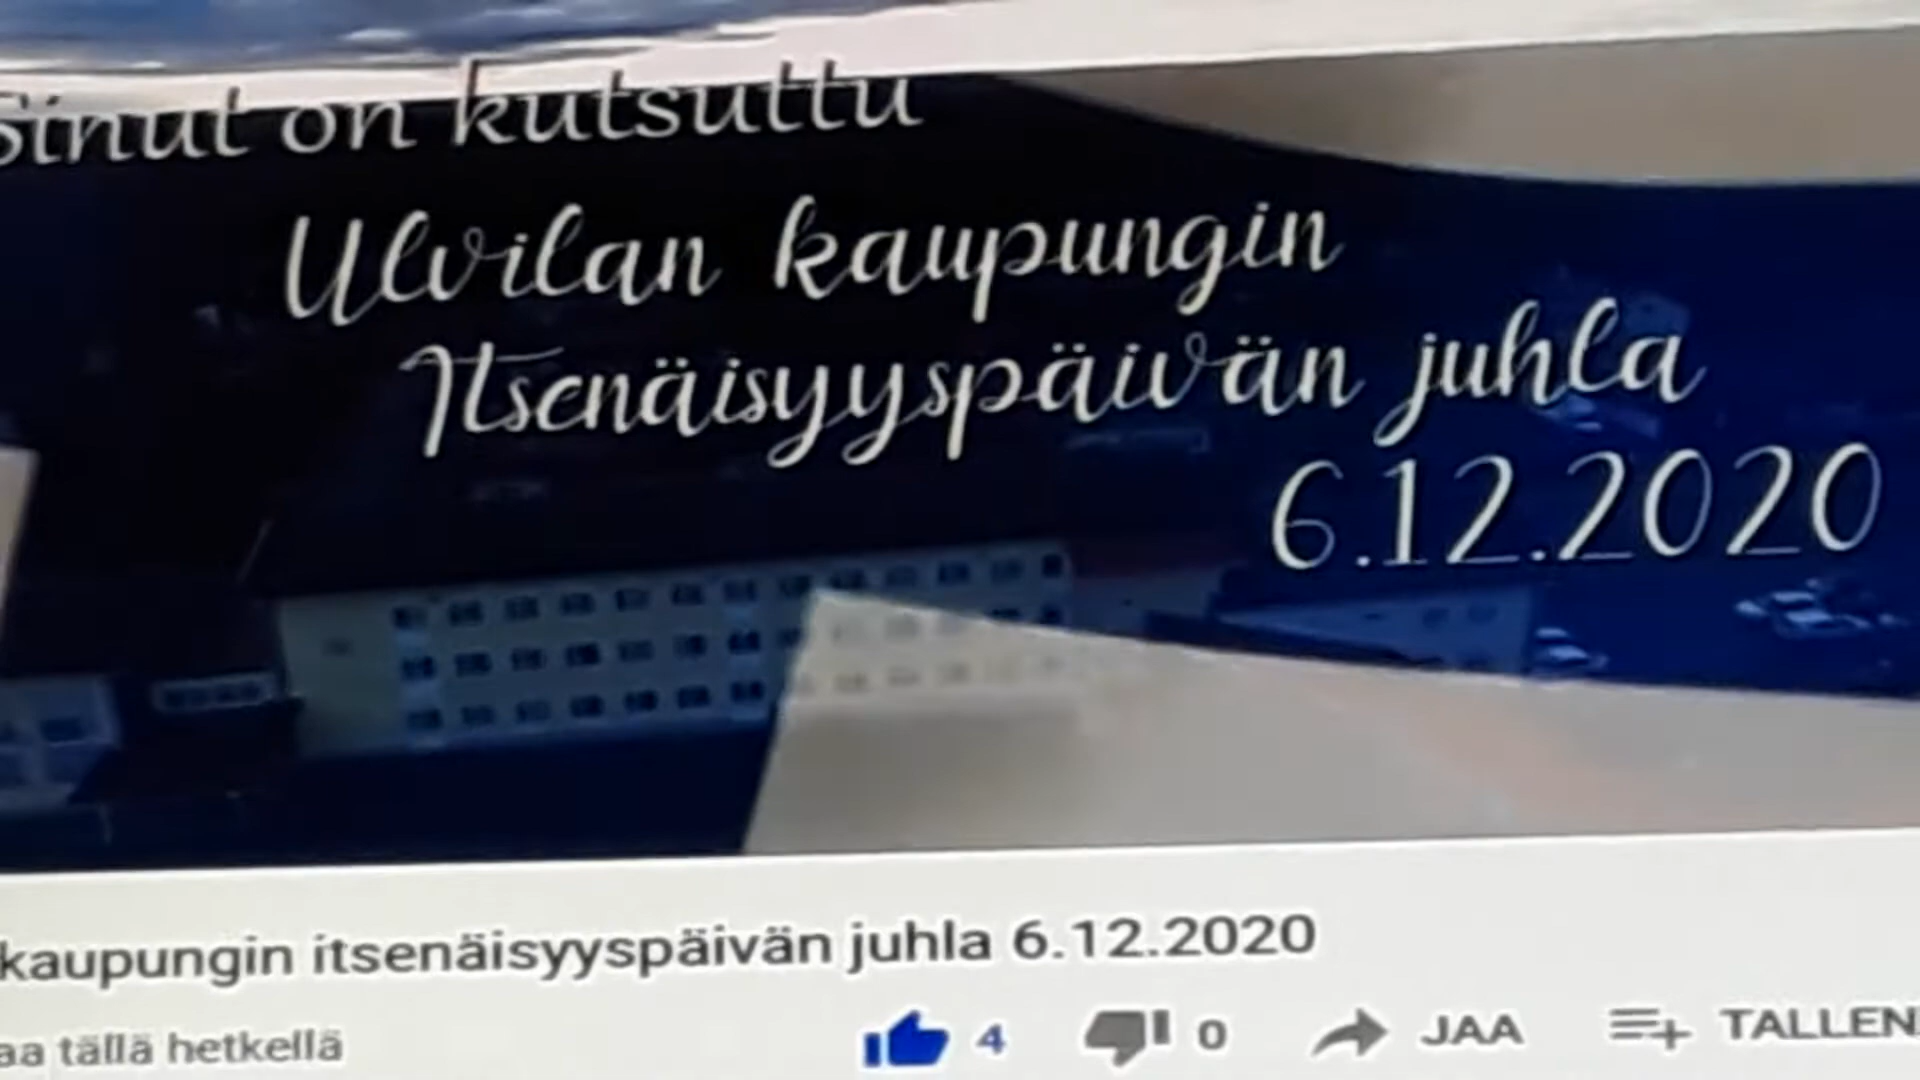 Sinut on kutsuttu
Ulvilan kaupungin
Itsenäisyyspäivän juhla
6.12.2020
kaupungin itsenäisyyspäivän juhla 6.12.2020
aa tällä hetkellä
4 0 JAA TALLEN